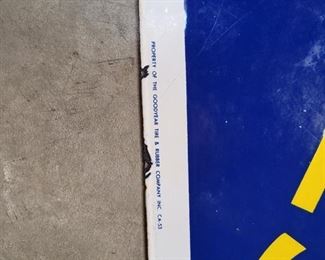 PROPERTY OF THE GOODYEAR TIRE & RUBBER COMPANY, INC. CA-53